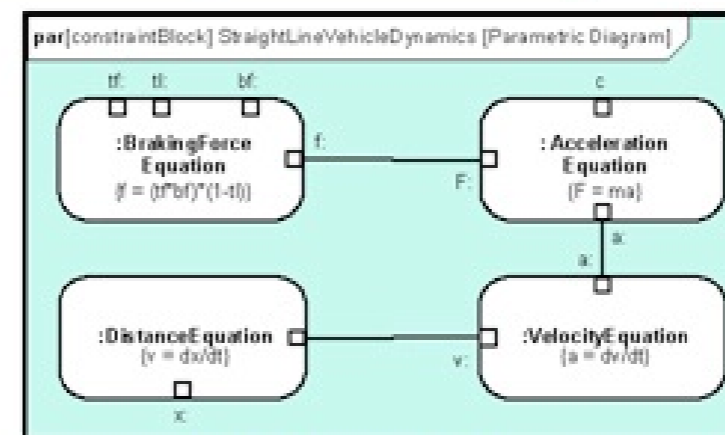 par[constraintBlock] StraightLineVehicleDynamics [Parametric Diagram]
tf: tl: bf: c
:BrakingForce
Equation
{f = (tf*bf)*(1-tl)}
f:
F:
: Acceleration
Equation
{F = ma}
a:
a:
:DistanceEquation
{v = dx/dt}
v:
:VelocityEquation
{a = dv/dt}
x: